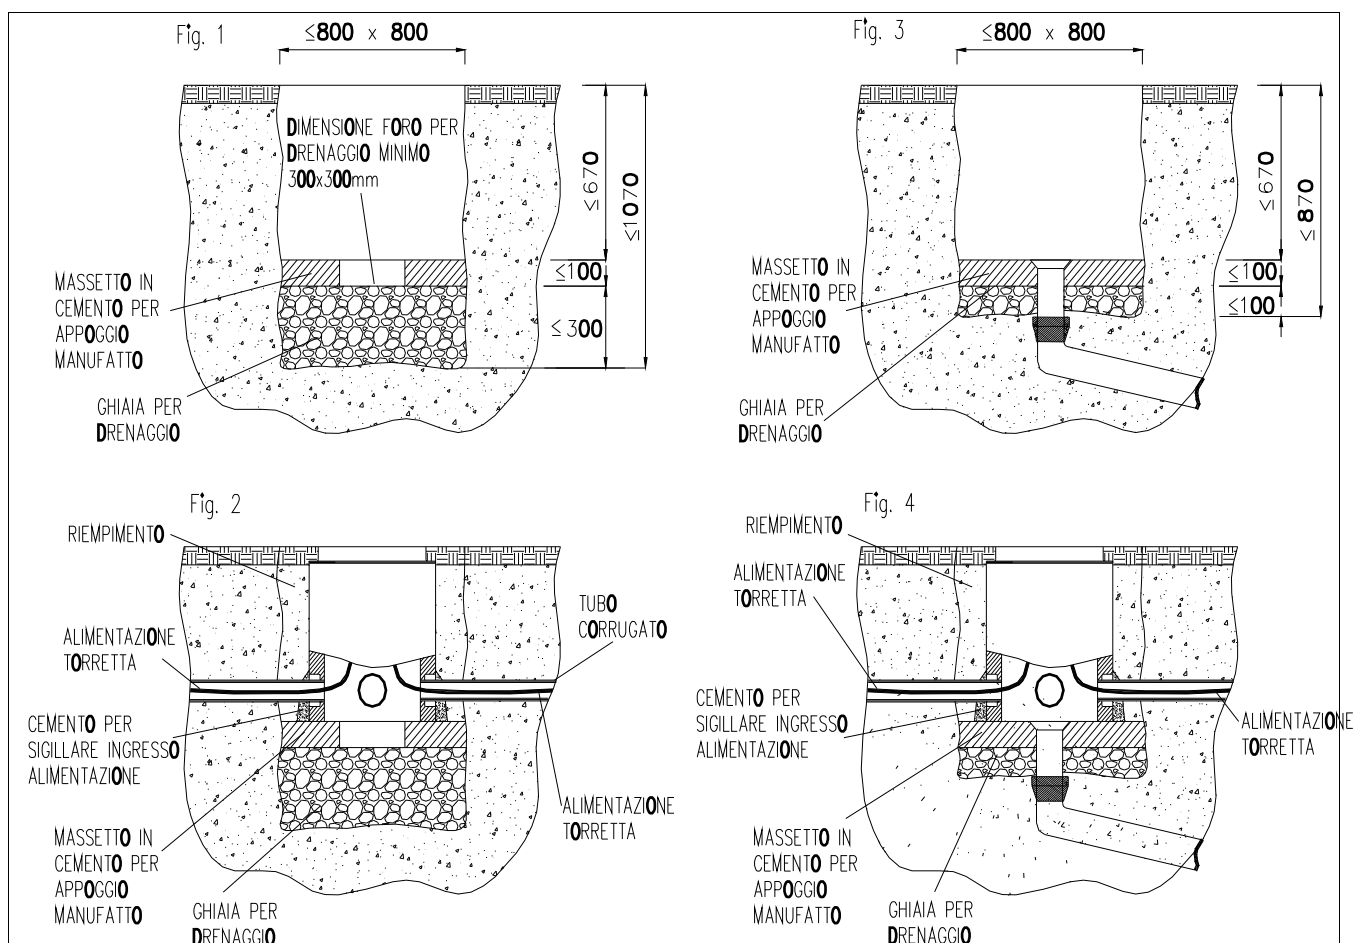 Fig. 1
≤800 x 800
DIMENSIONE FORO PER
DRENAGGIO MINIMO
300x300mm
≤670
≤1070
≤100
≤300
MASSETTO IN
CEMENTO PER
APPOGGIO
MANUFATTO
GHIAIA PER
DRENAGGIO
Fig. 3
≤800 x 800
≤670
≤870
≤100
≤100
MASSETTO IN
CEMENTO PER
APPOGGIO
MANUFATTO
GHIAIA PER
DRENAGGIO
Fig. 2
RIEMPIMENTO
TUBO
CORRUGATO
ALIMENTAZIONE
TORRETTA
CEMENTO PER
SIGILLARE INGRESSO
ALIMENTAZIONE
ALIMENTAZIONE
TORRETTA
MASSETTO IN
CEMENTO PER
APPOGGIO
MANUFATTO
GHIAIA PER
DRENAGGIO
Fig. 4
RIEMPIMENTO
ALIMENTAZIONE
TORRETTA
CEMENTO PER
SIGILLARE INGRESSO
ALIMENTAZIONE
ALIMENTAZIONE
TORRETTA
MASSETTO IN
CEMENTO PER
APPOGGIO
MANUFATTO
GHIAIA PER
DRENAGGIO